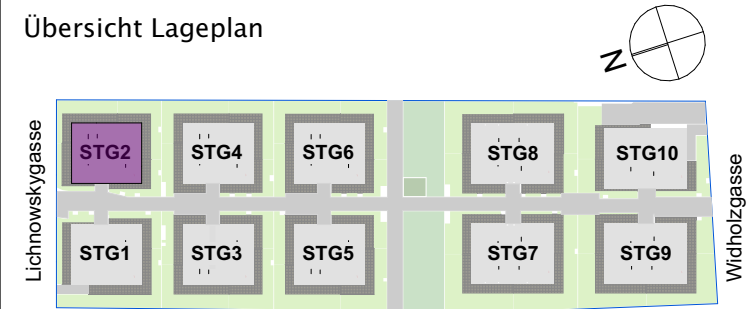 Übersicht Lageplan
N
Lichnowskygasse
STG2
STG4
STG6
STG8
STG10
STG1
STG3
STG5
STG7
STG9
Widholzgasse